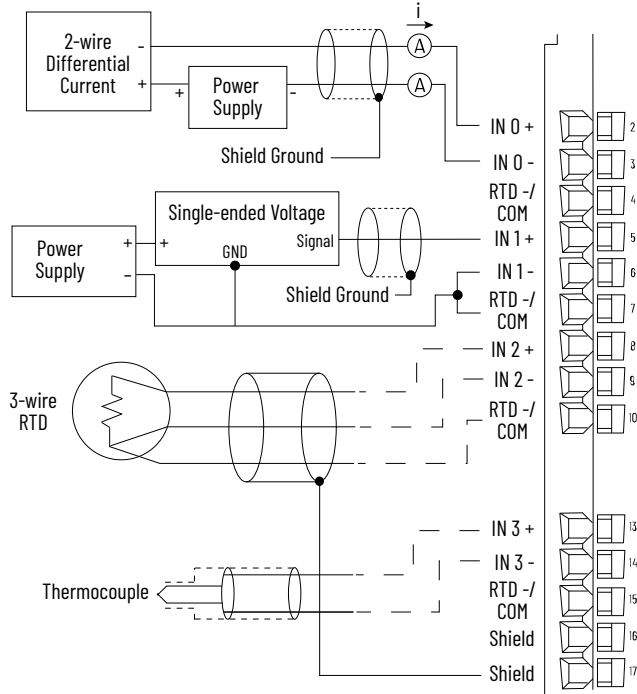 i
2-wire
Differential
Current
-
+
+
Power
Supply
-
A
A
Shield Ground
IN 0 +
2
IN 0 -
3
RTD -/
COM
4
Single-ended Voltage
Signal
GND
Power
Supply
+
+
-
IN 1 +
5
IN 1 -
6
Shield Ground
RTD -/
COM
7
IN 2 +
8
IN 2 -
9
3-wire
RTD
RTD -/
COM
10
IN 3 +
13
IN 3 -
14
Thermocouple
RTD -/
COM
15
Shield
16
Shield
17